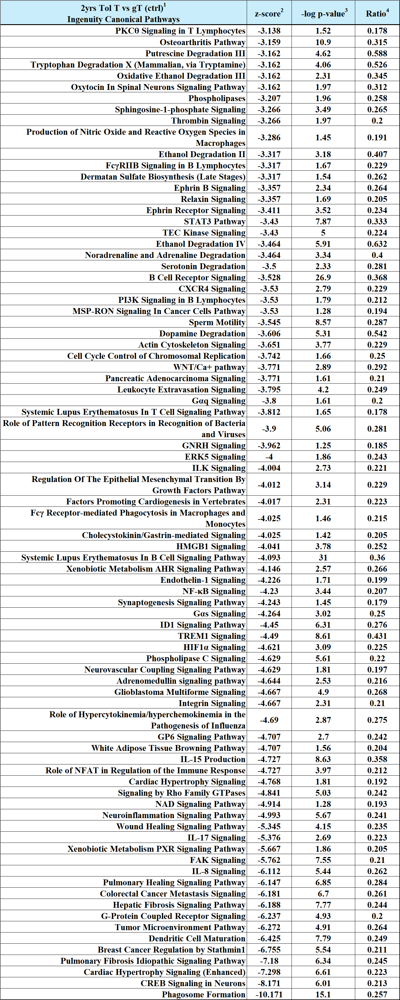 2yrs Tol T vs gT (ctrl)1
Ingenuity Canonical Pathways z-score2 -log p-value3 Ratio4
PKCθ Signaling in T Lymphocytes -3.138 1.52 0.178
Osteoarthritis Pathway -3.159 10.9 0.315
Putrescine Degradation III -3.162 4.62 0.588
Tryptophan Degradation X (Mammalian, via Tryptamine) -3.162 4.06 0.526
Oxidative Ethanol Degradation III -3.162 2.31 0.345
Oxytocin In Spinal Neurons Signaling Pathway -3.162 1.97 0.312
Phospholipases -3.207 1.96 0.258
Sphingosine-1-phosphate Signaling -3.266 3.49 0.265
Thrombin Signaling -3.266 1.97 0.2
Production of Nitric Oxide and Reactive Oxygen Species in
Macrophages -3.286 1.45 0.191
Ethanol Degradation II -3.317 3.18 0.407
FcγRIIB Signaling in B Lymphocytes -3.317 1.67 0.229
Dermatan Sulfate Biosynthesis (Late Stages) -3.317 1.54 0.262
Ephrin B Signaling -3.357 2.34 0.264
Relaxin Signaling -3.357 1.69 0.205
Ephrin Receptor Signaling -3.411 3.52 0.234
STAT3 Pathway -3.43 7.87 0.333
TEC Kinase Signaling -3.43 5 0.224
Ethanol Degradation IV -3.464 5.91 0.632
Noradrenaline and Adrenaline Degradation -3.464 3.34 0.4
Serotonin Degradation -3.5 2.33 0.281
B Cell Receptor Signaling -3.528 26.9 0.368
CXCR4 Signaling -3.53 2.79 0.229
PI3K Signaling in B Lymphocytes -3.53 1.79 0.212
MSP-RON Signaling In Cancer Cells Pathway -3.53 1.28 0.194
Sperm Motility -3.545 8.57 0.287
Dopamine Degradation -3.606 5.31 0.542
Actin Cytoskeleton Signaling -3.651 3.77 0.229
Cell Cycle Control of Chromosomal Replication -3.742 1.66 0.25
WNT/Ca+ pathway -3.771 2.89 0.292
Pancreatic Adenocarcinoma Signaling -3.771 1.61 0.21
Leukocyte Extravasation Signaling -3.795 4.2 0.249
Gαq Signaling -3.8 1.61 0.2
Systemic Lupus Erythematosus In T Cell Signaling Pathway -3.812 1.65 0.178
Role of Pattern Recognition Receptors in Recognition of Bacteria
and Viruses -3.9 5.06 0.281
GNRH Signaling -3.962 1.25 0.185
ERK5 Signaling -4 1.86 0.243
ILK Signaling -4.004 2.73 0.221
Regulation Of The Epithelial Mesenchymal Transition By
Growth Factors Pathway -4.012 3.14 0.229
Factors Promoting Cardiogenesis in Vertebrates -4.017 2.31 0.223
Fcγ Receptor-mediated Phagocytosis in Macrophages and
Monocytes -4.025 1.46 0.215
Cholecystokinin/Gastrin-mediated Signaling -4.025 1.42 0.205
HMGB1 Signaling -4.041 3.78 0.252
Systemic Lupus Erythematosus In B Cell Signaling Pathway -4.093 31 0.36
Xenobiotic Metabolism AHR Signaling Pathway -4.146 2.57 0.266
Endothelin-1 Signaling -4.226 1.71 0.199
NF-κB Signaling -4.23 3.44 0.207
Synaptogenesis Signaling Pathway -4.243 1.45 0.179
Gαs Signaling -4.264 3.02 0.25
ID1 Signaling Pathway -4.45 6.31 0.276
TREM1 Signaling -4.49 8.61 0.431
HIF1α Signaling -4.621 3.09 0.225
Phospholipase C Signaling -4.629 5.61 0.22
Neurovascular Coupling Signaling Pathway -4.629 1.81 0.197
Adrenomedullin signaling pathway -4.644 2.53 0.216
Glioblastoma Multiforme Signaling -4.667 4.9 0.268
Integrin Signaling -4.667 2.31 0.21
Role of Hypercytokinemia/hyperchemokinemia in the
Pathogenesis of Influenza -4.69 2.87 0.275
GP6 Signaling Pathway -4.707 2.7 0.242
White Adipose Tissue Browning Pathway -4.707 1.56 0.204
IL-15 Production -4.727 8.63 0.358
Role of NFAT in Regulation of the Immune Response -4.727 3.97 0.212
Cardiac Hypertrophy Signaling -4.768 1.81 0.192
Signaling by Rho Family GTPases -4.841 5.03 0.242
NAD Signaling Pathway -4.914 1.28 0.193
Neuroinflammation Signaling Pathway -4.993 5.67 0.241
Wound Healing Signaling Pathway -5.345 4.15 0.235
IL-17 Signaling -5.376 2.69 0.223
Xenobiotic Metabolism PXR Signaling Pathway -5.667 1.86 0.205
FAK Signaling -5.762 7.55 0.21
IL-8 Signaling -6.112 5.44 0.262
Pulmonary Healing Signaling Pathway -6.147 6.85 0.284
Colorectal Cancer Metastasis Signaling -6.181 6.7 0.261
Hepatic Fibrosis Signaling Pathway -6.188 7.77 0.244
G-Protein Coupled Receptor Signaling -6.237 4.93 0.2
Tumor Microenvironment Pathway -6.272 4.91 0.264
Dendritic Cell Maturation -6.425 7.79 0.249
Breast Cancer Regulation by Stathmin1 -6.755 5.54 0.211
Pulmonary Fibrosis Idiopathic Signaling Pathway -7.18 6.34 0.245
Cardiac Hypertrophy Signaling (Enhanced) -7.298 6.61 0.223
CREB Signaling in Neurons -8.171 6.01 0.213
Phagosome Formation -10.171 15.1 0.257